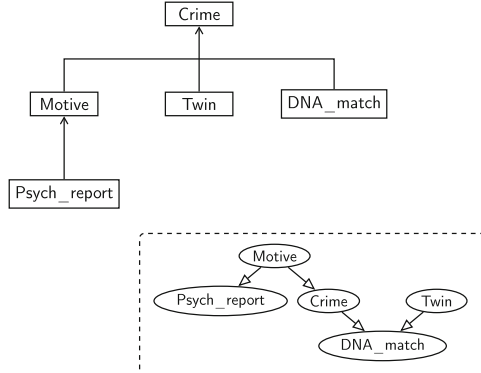 Crime
Motive Twin DNA_match
Psych_report
Motive
Psych_report Crime Twin
DNA_match